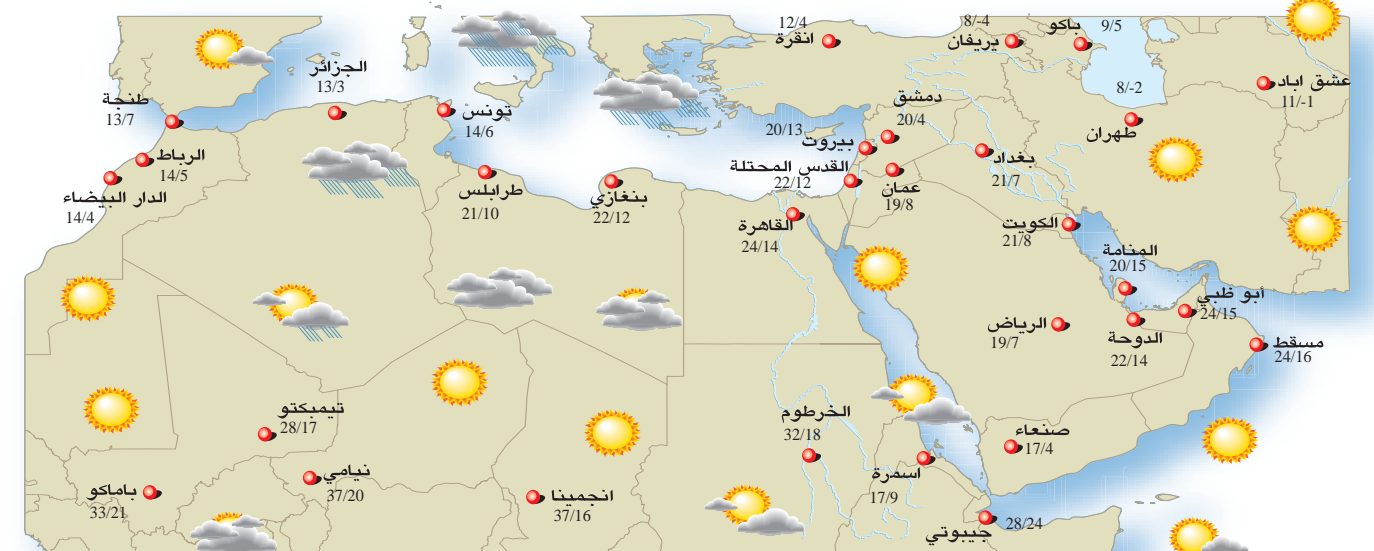 12/4
انقرة
8/-4
يريفان
باكو
9/5
عشق اباد
11/-1
8/-2
طهران
الجزائر
13/3
طنجة
13/7
تونس
14/6
دمشق
20/4
20/13
بيروت
بغداد
21/7
الرباط
14/5
القدس المحتلة
22/12
عمان
19/8
الدار البيضاء
14/4
طرابلس
21/10
بنغازي
22/12
القاهرة
24/14
الكويت
21/8
المنامة
20/15
أبو ظبي
24/15
الرياض
19/7
الدوحة
22/14
مسقط
24/16
تيمبكتو
28/17
الخرطوم
32/18
صنعاء
17/4
اسمرة
17/9
نيامي
37/20
باماكو
33/21
انجمينا
37/16
28/24
جيبوتي